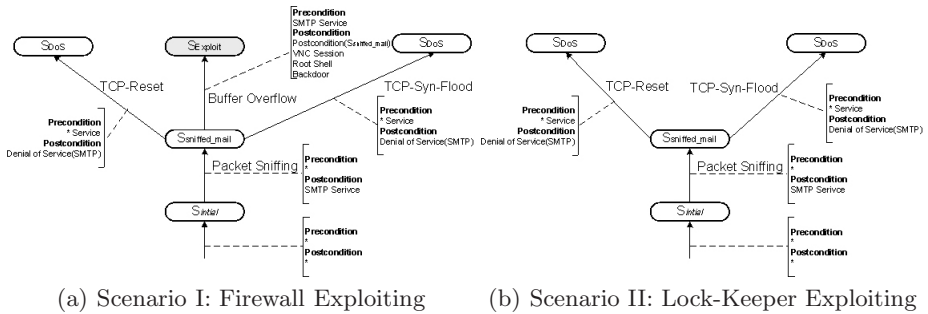 Precondition
SMTP Service
Postcondition
Postcondition(Ssniffed_mail)
VNC Session
Root Shell
Backdoor
SDoS
SExploit
SDoS
TCP-Reset
Buffer Overflow
TCP-Syn-Flood
Precondition
* Service
Postcondition
Denial of Service(SMTP)
Precondition
* Service
Postcondition
Denial of Service(SMTP)
Ssniffed_mail
Packet Sniffing
Precondition
*
Postcondition
SMTP Serivce
Sintial
Precondition
*
Postcondition
*
(a) Scenario I: Firewall Exploiting
SDoS
SDoS
TCP-Reset
TCP-Syn-Flood
Precondition
* Service
Postcondition
Denial of Service(SMTP)
Precondition
* Service
Postcondition
Denial of Service(SMTP)
Ssniffed_mail
Packet Sniffing
Precondition
*
Postcondition
SMTP Serivce
Sintial
Precondition
*
Postcondition
*
(b) Scenario II: Lock-Keeper Exploiting